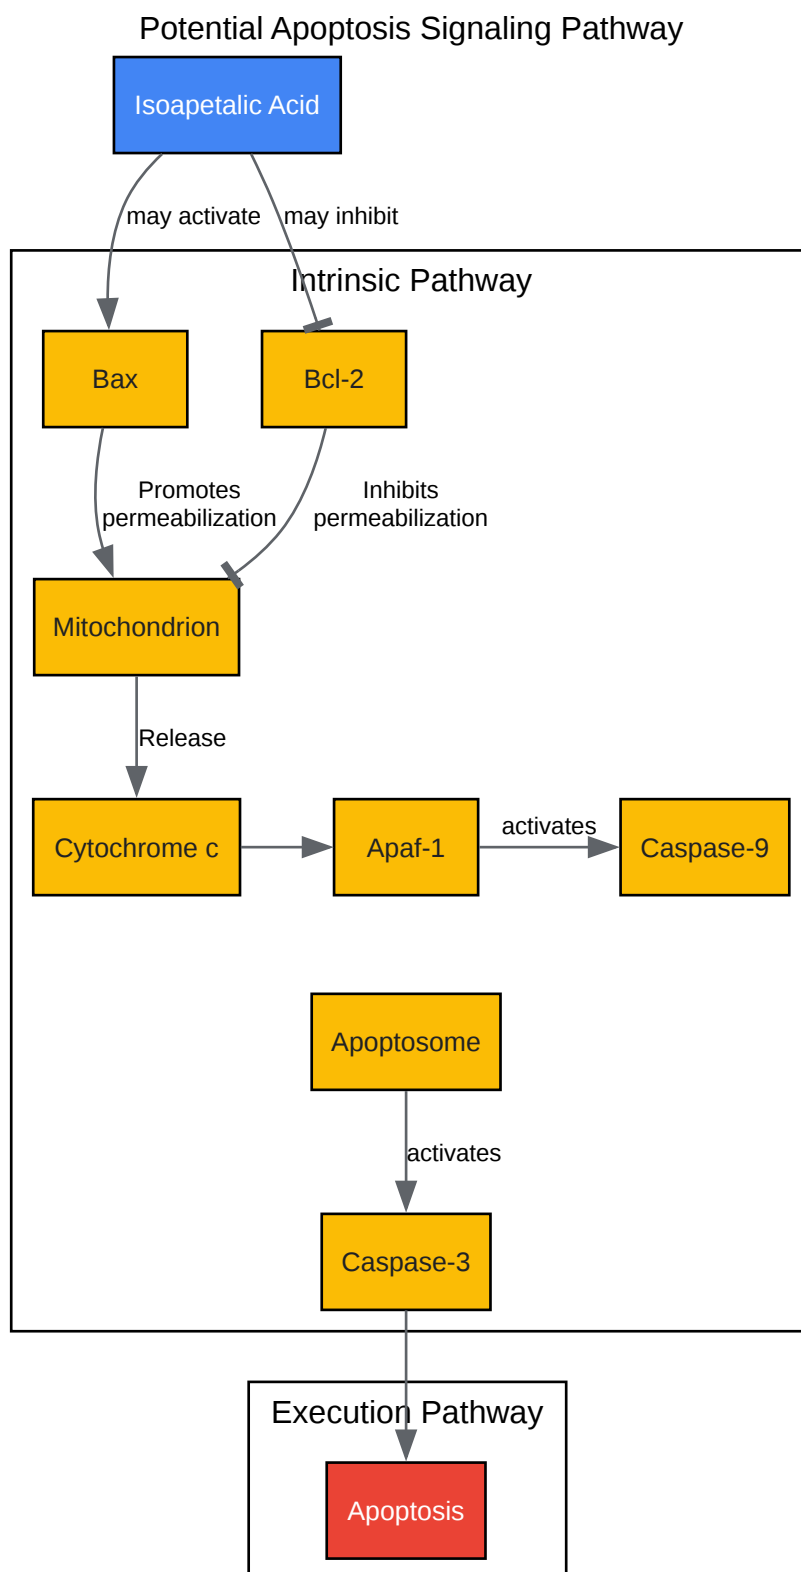 Potential Apoptosis Signaling Pathway
Isoapetalic Acid
may activate
may inhibit
Intrinsic Pathway
Bax
Bcl-2
Promotes
permeabilization
Inhibits
permeabilization
Mitochondrion
Release
Cytochrome c
Apaf-1
activates
Caspase-9
Apoptosome
activates
Caspase-3
Execution Pathway
Apoptosis